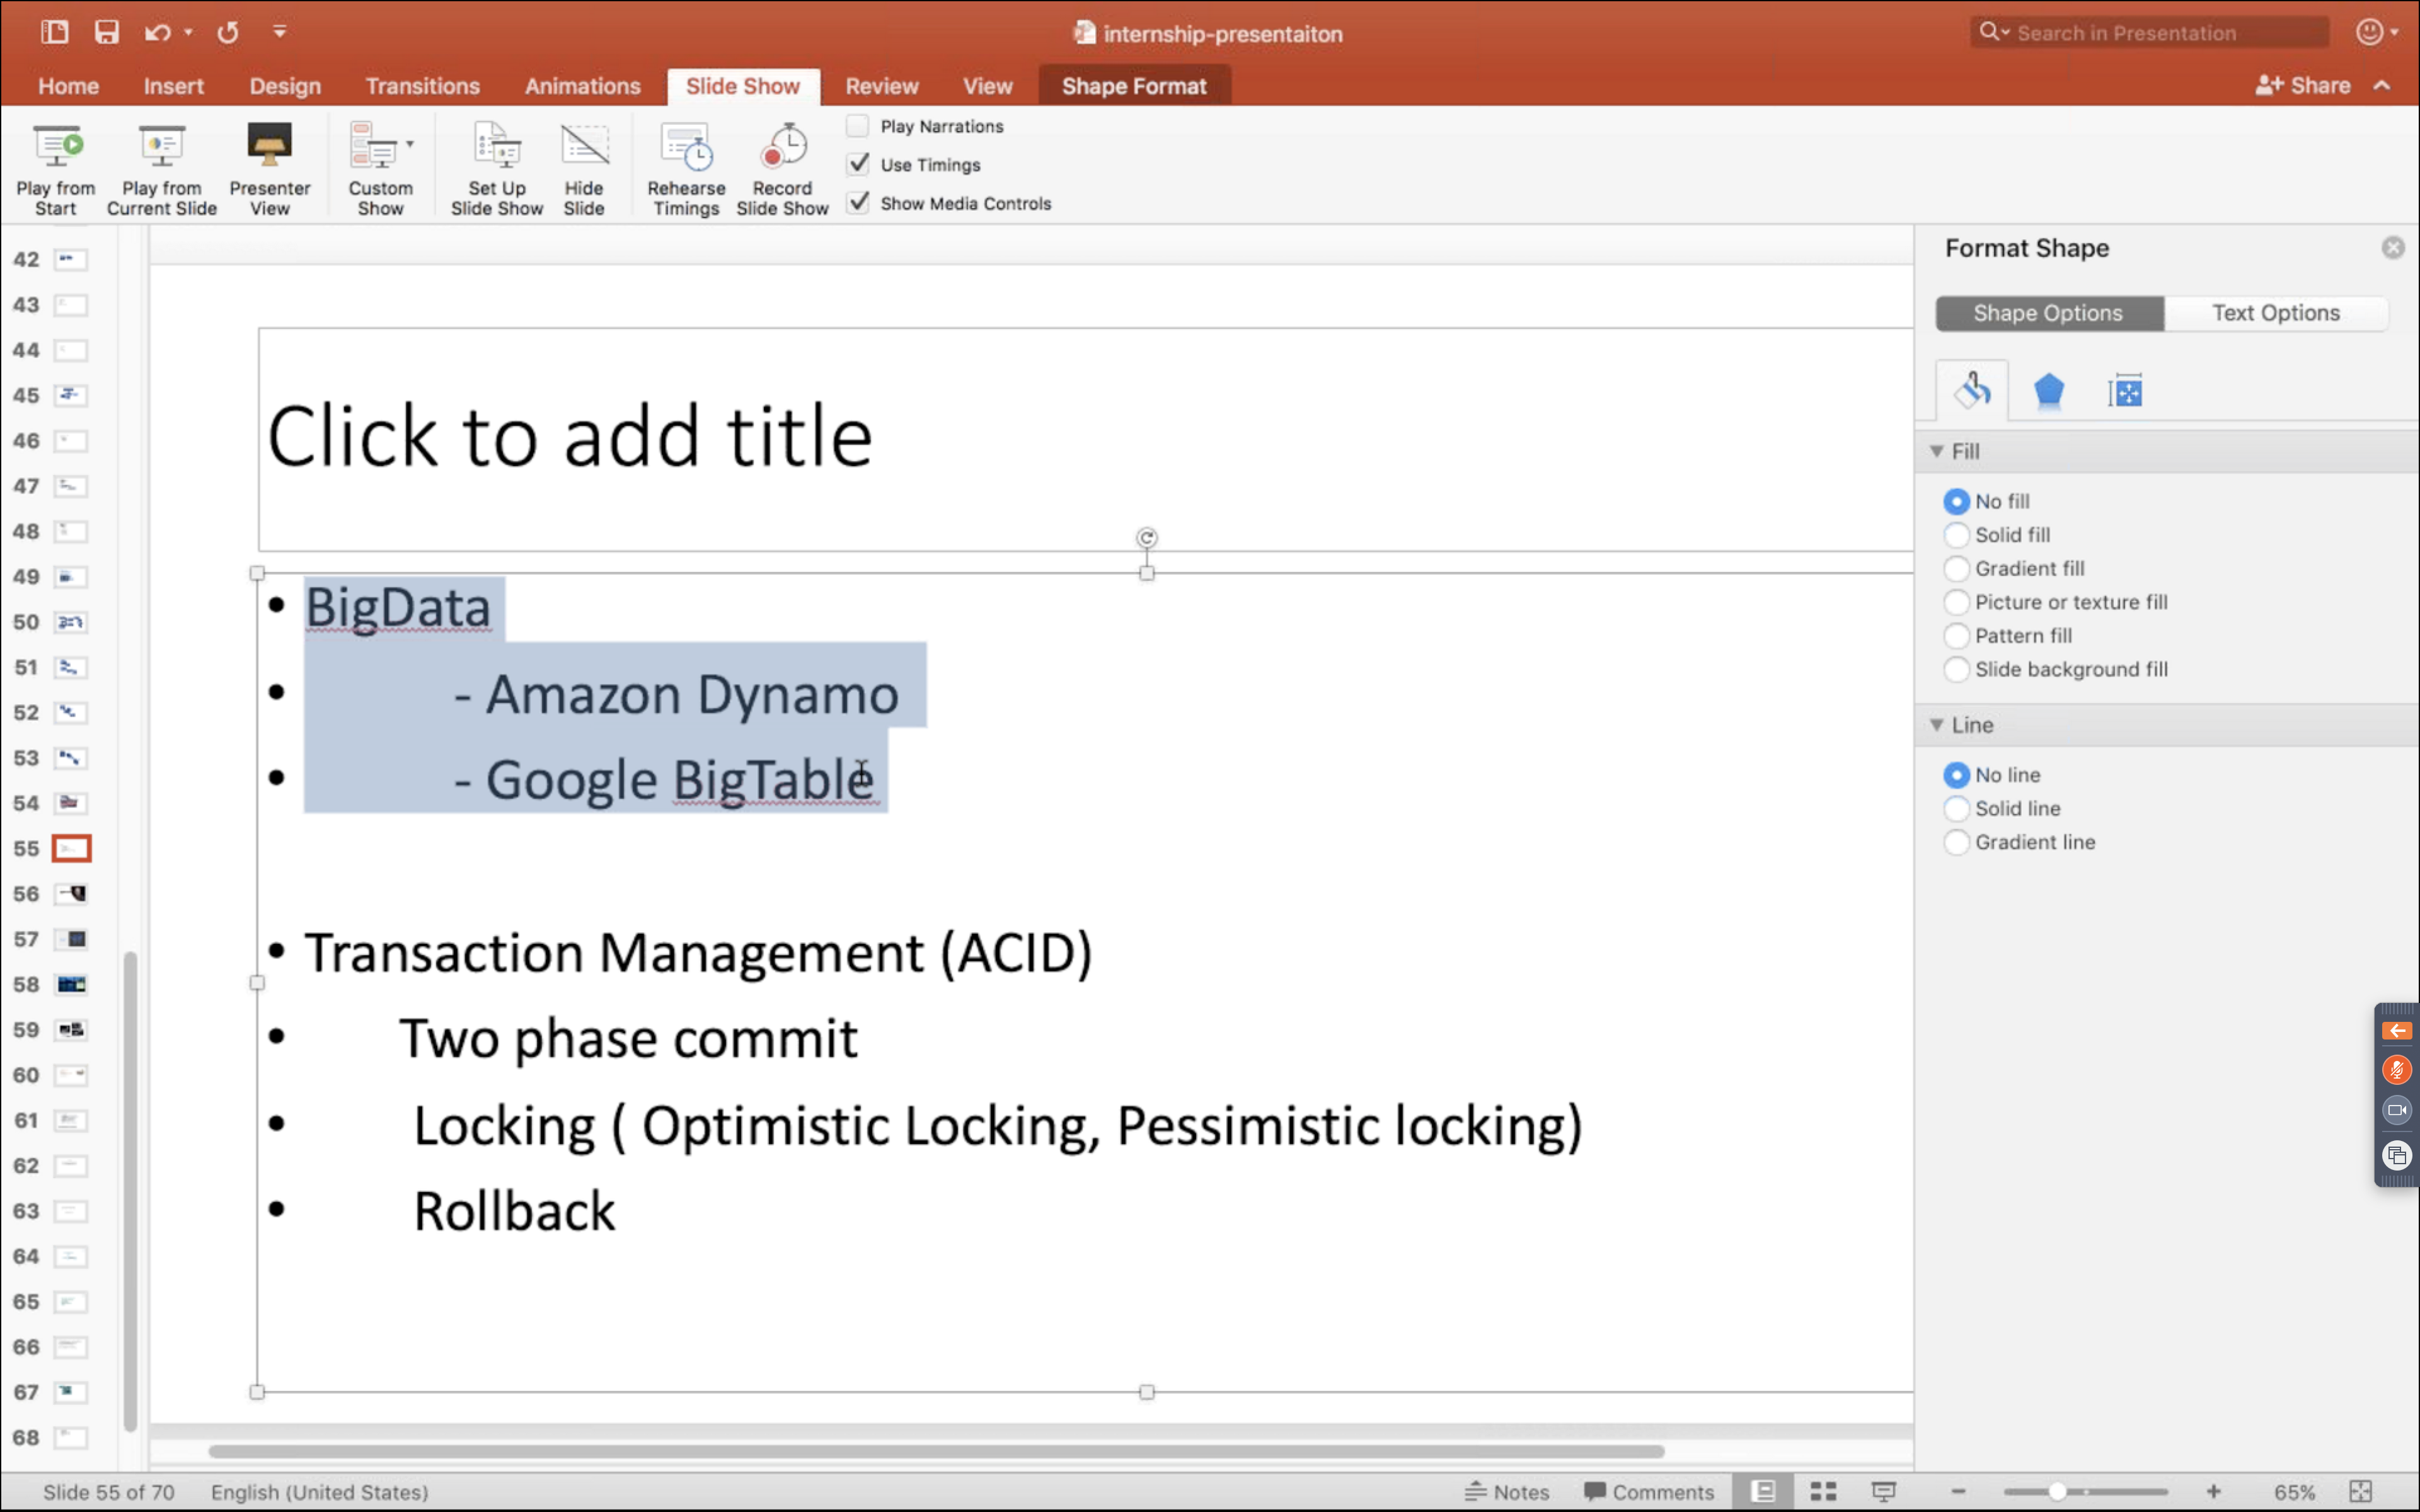 internship-presentaiton
Search in Presentation
Home Insert Design Transitions Animations Slide Show Review View Shape Format Share
Play from Start
Play from Current Slide
Presenter View
Custom Show
Set Up Slide Show
Hide Slide
Rehearse Timings
Record Slide Show
Play Narrations
Use Timings
Show Media Controls
42
43
44
45
46
47
48
49
50
51
52
53
54
55
56
57
58
59
60
61
62
63
64
65
66
67
68
Click to add title
• BigData
• - Amazon Dynamo
• - Google BigTable
• Transaction Management (ACID)
• Two phase commit
• Locking ( Optimistic Locking, Pessimistic locking)
• Rollback
Format Shape
Shape Options Text Options
Fill
No fill
Solid fill
Gradient fill
Picture or texture fill
Pattern fill
Slide background fill
Line
No line
Solid line
Gradient line
Slide 55 of 70 English (United States) Notes Comments 65%